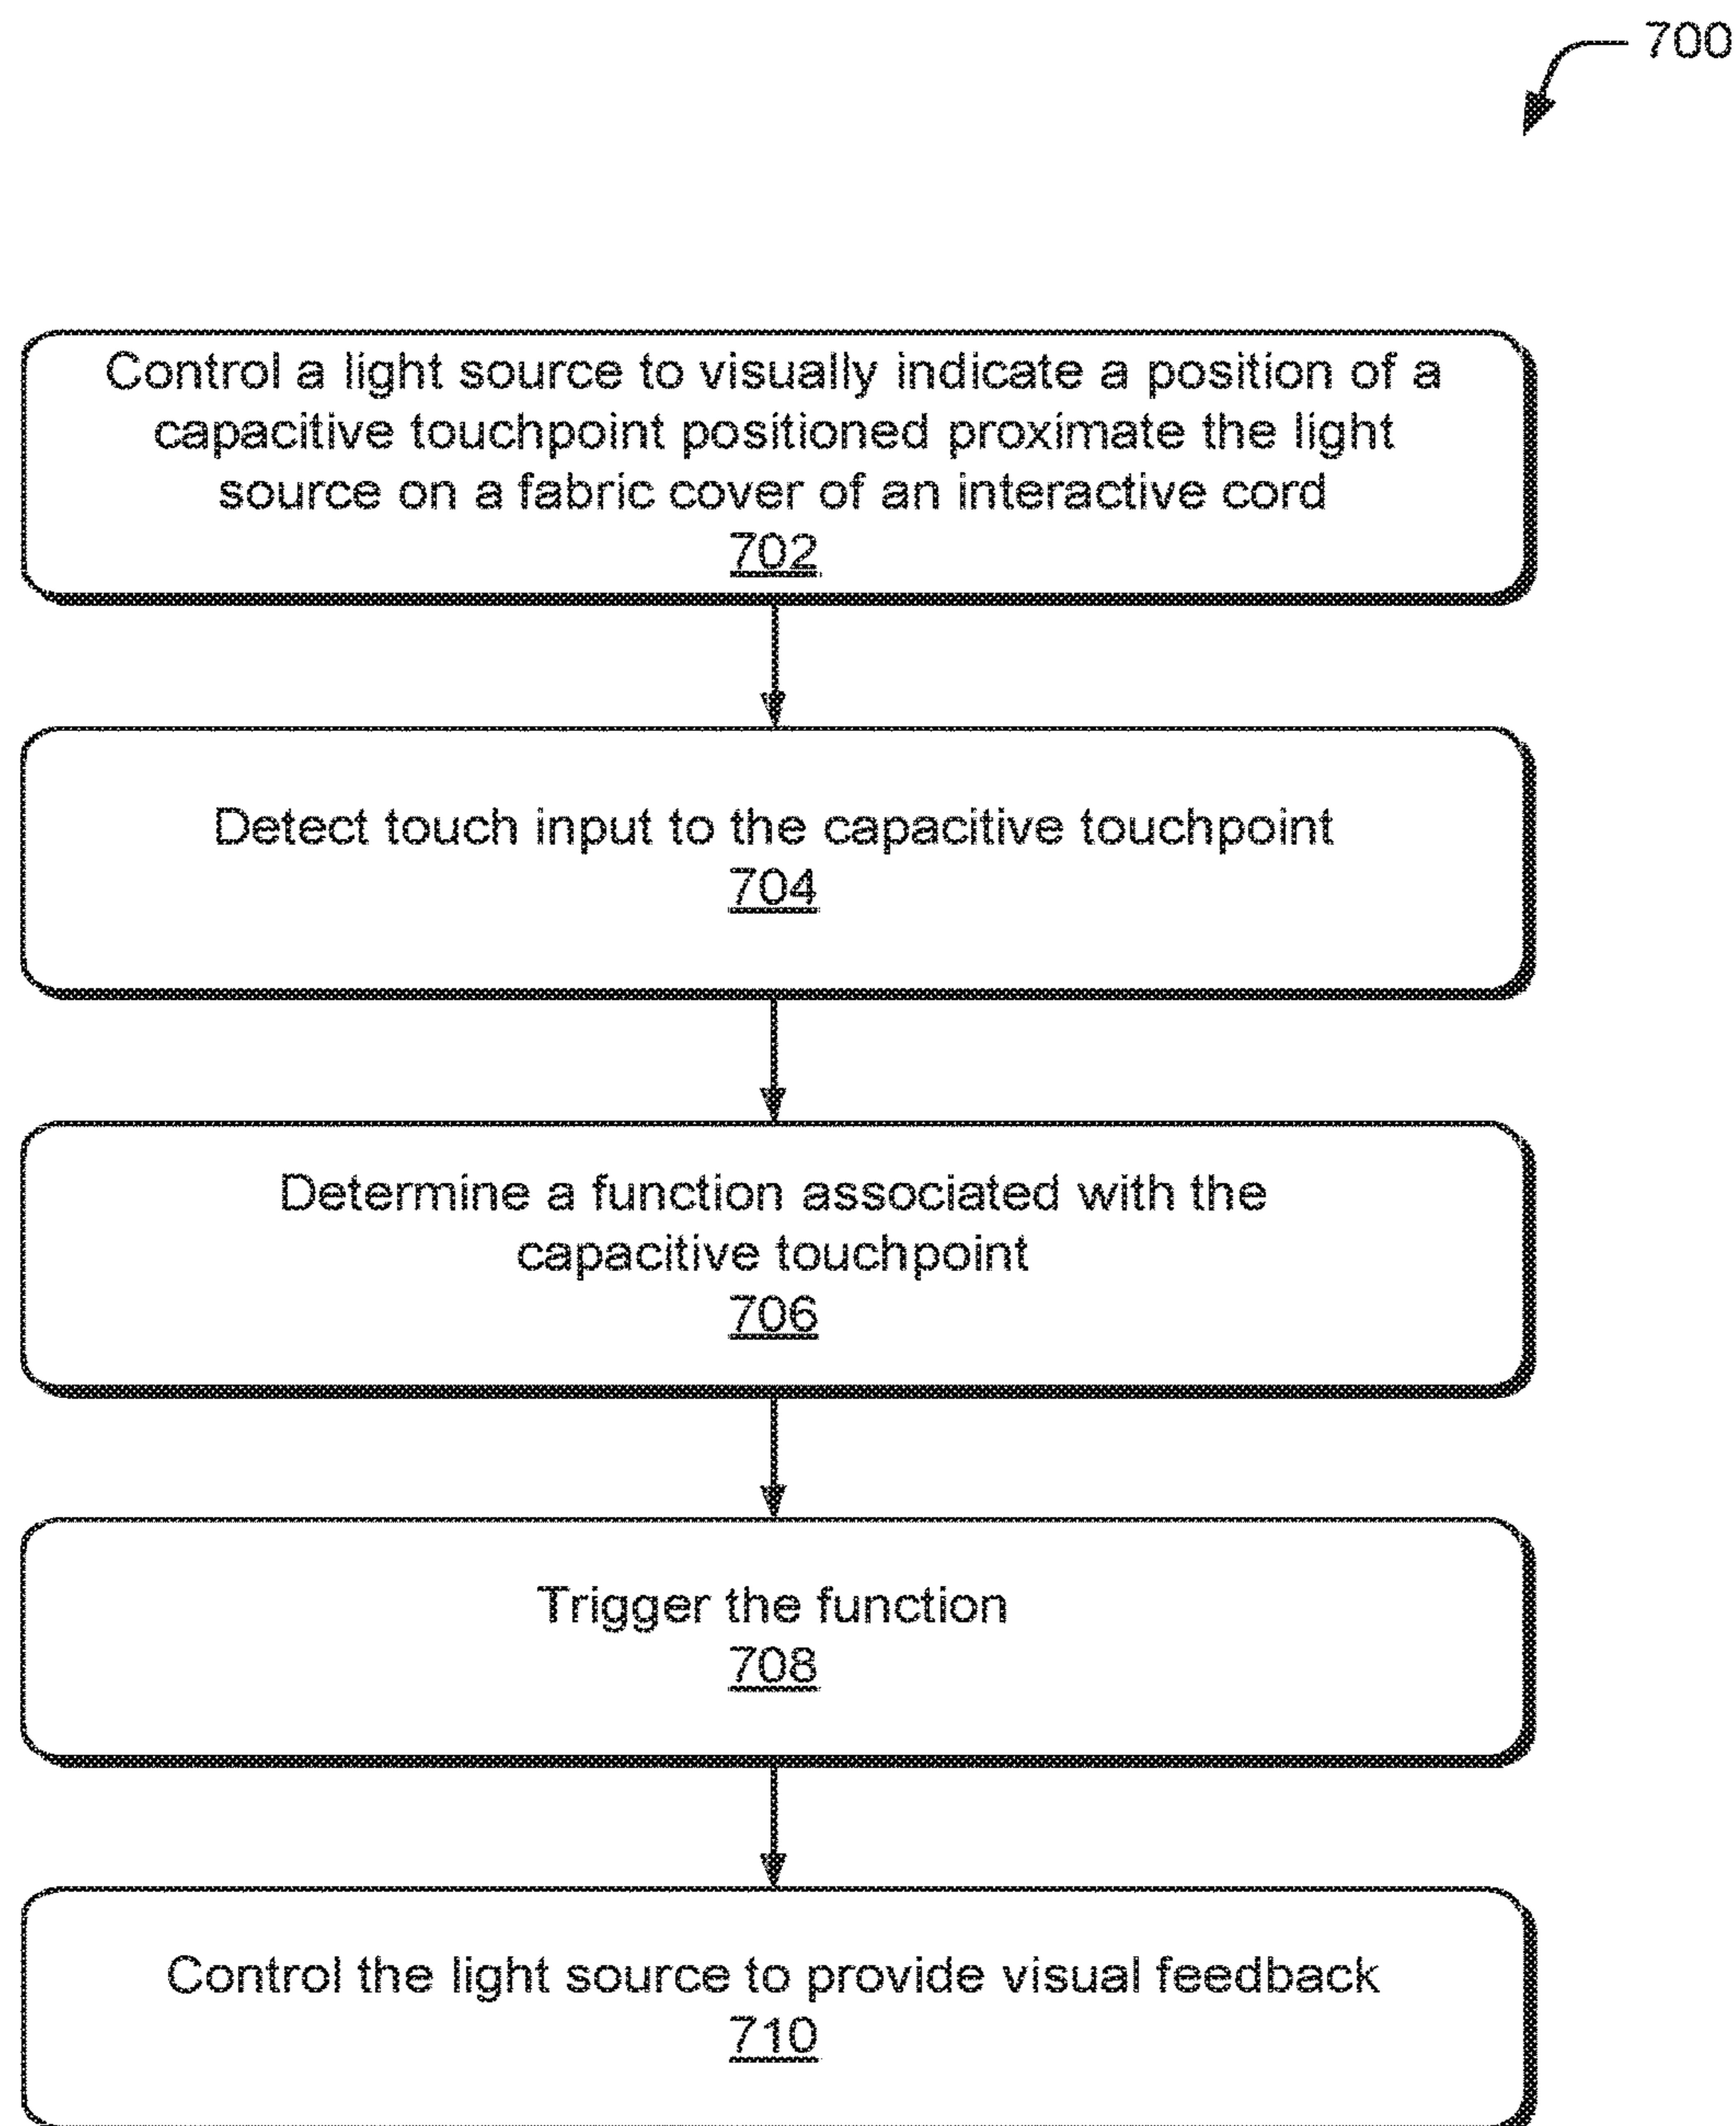 700
Control a light source to visually indicate a position of a
capacitive touchpoint positioned proximate the light
source on a fabric cover of an interactive cord
702
Detect touch input to the capacitive touchpoint
704
Determine a function associated with the
capacitive touchpoint
706
Trigger the function
708
Control the light source to provide visual feedback
710